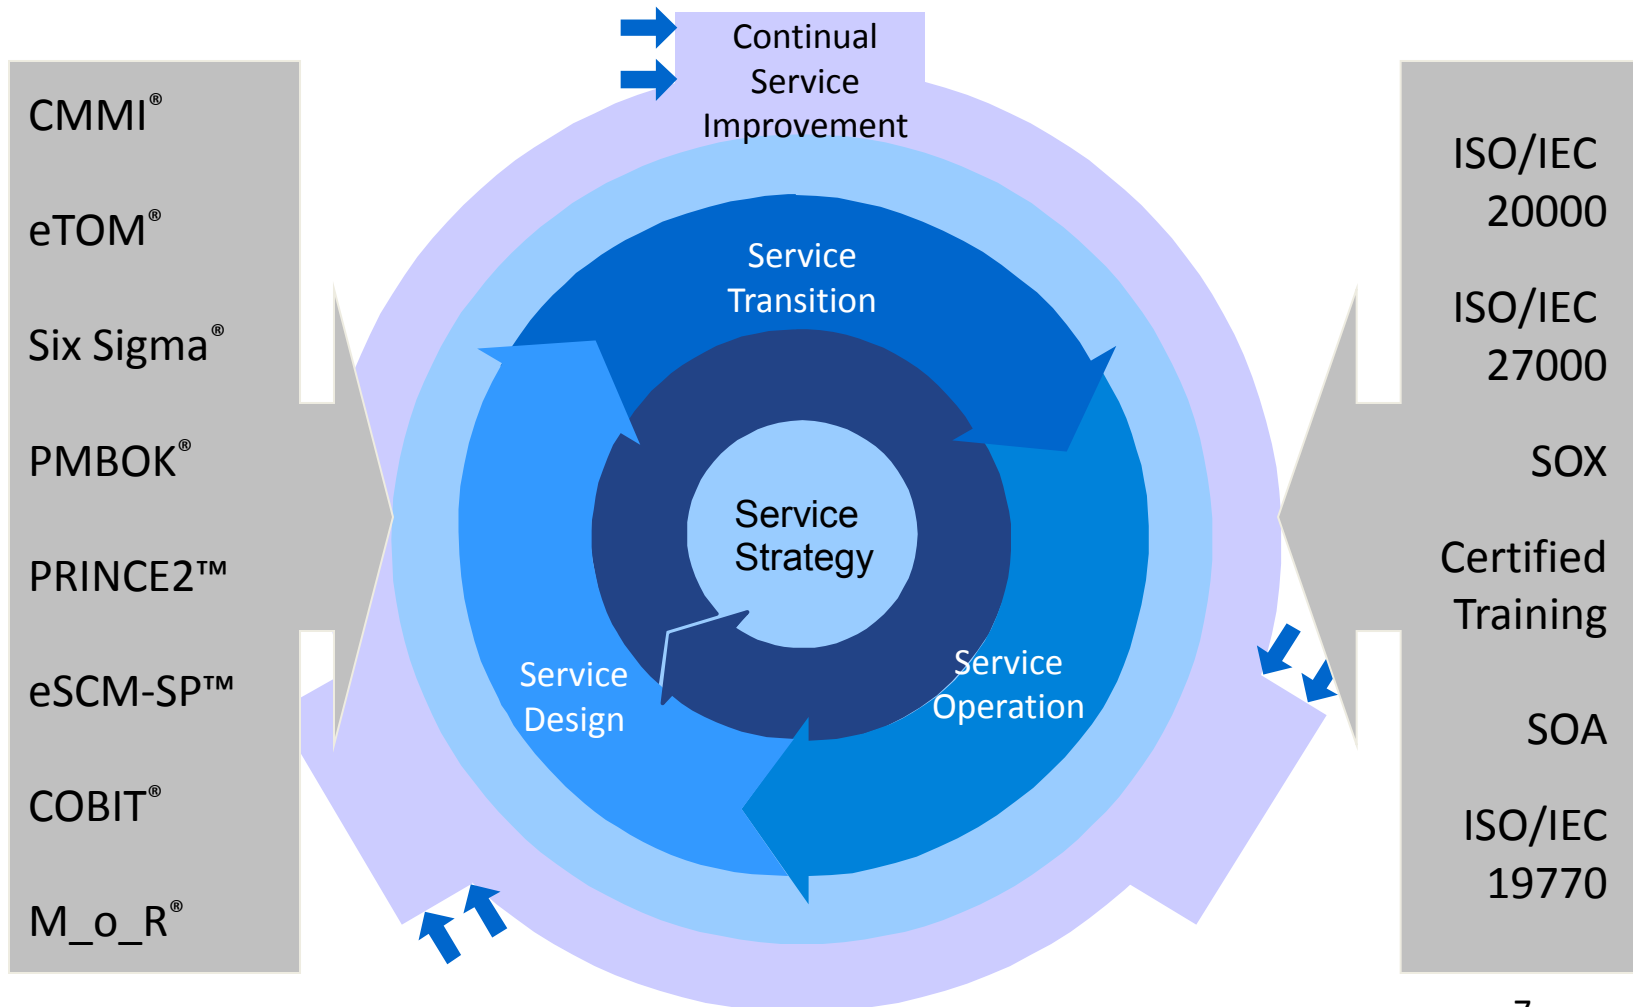 Continual
Service
Improvement
CMMI®
eTOM®
Six Sigma®
PMBOK®
PRINCE2™
eSCM-SP™
COBIT®
M_o_R®
Service
Transition
Service
Strategy
Service
Design
Service
Operation
ISO/IEC
20000
ISO/IEC
27000
SOX
Certified
Training
SOA
ISO/IEC
19770
7